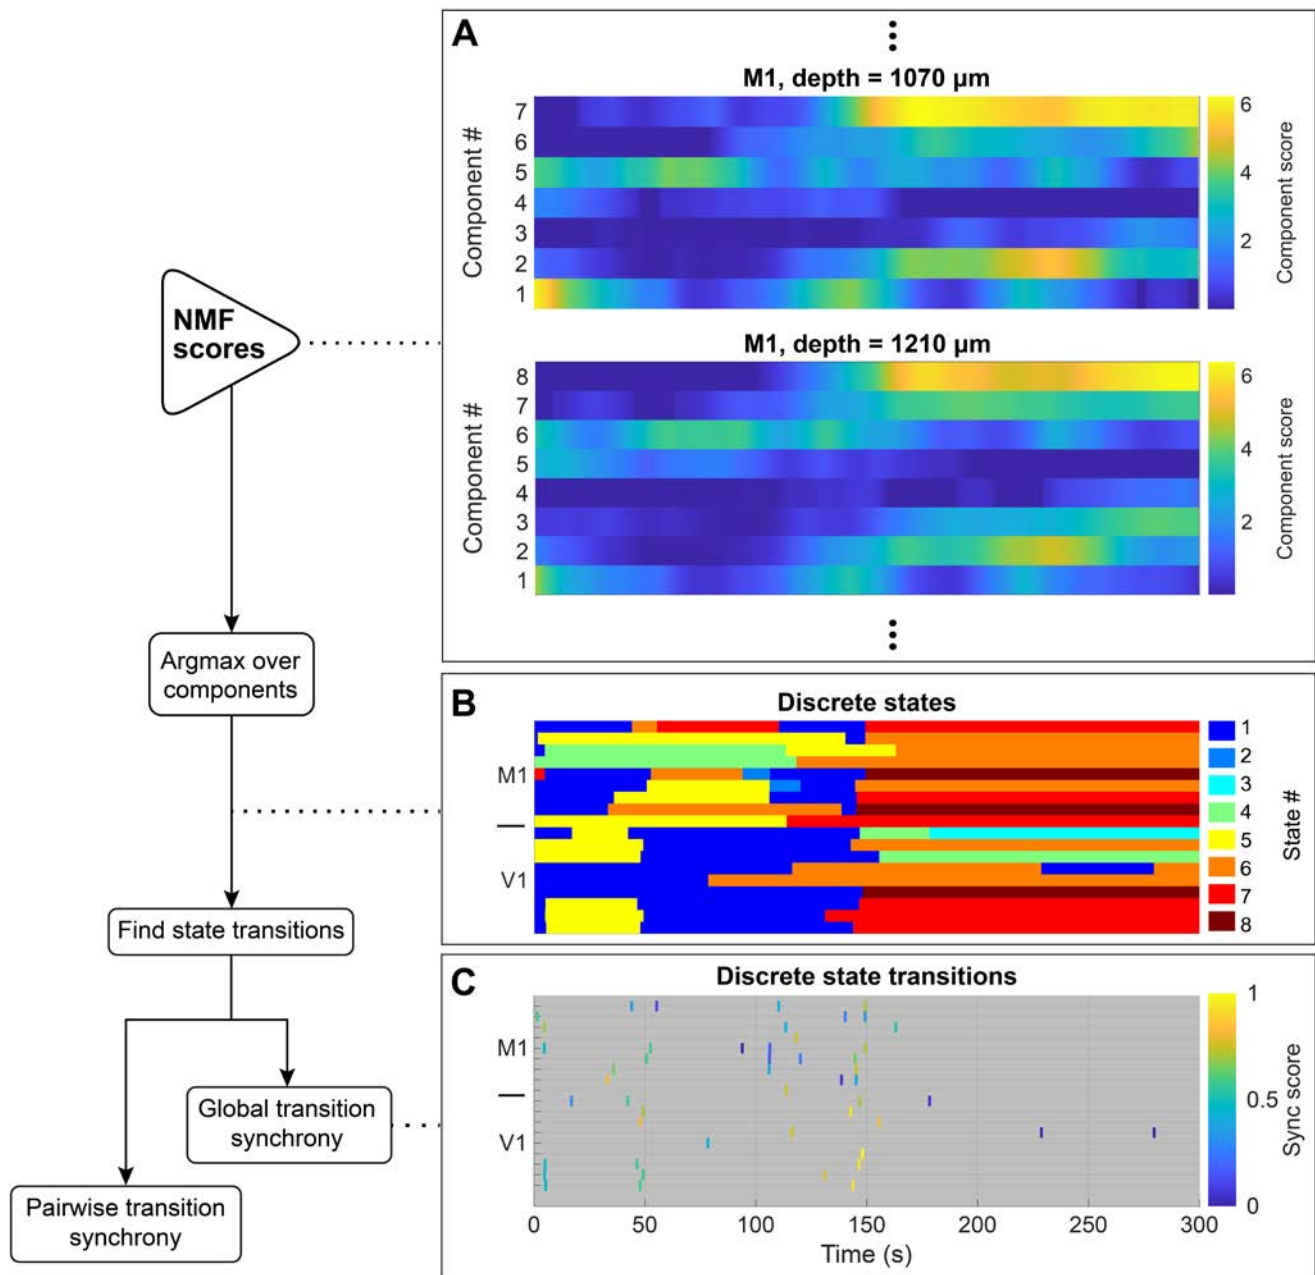 NMF
scores
Argmax over
components
Find state transitions
Global transition
synchrony
Pairwise transition
synchrony
A
M1, depth = 1070 µm
Component #
7
6
5
4
3
2
1
6
4
2
Component score
M1, depth = 1210 µm
Component #
8
7
6
5
4
3
2
1
6
4
2
Component score
B
Discrete states
M1
V1
1
2
3
4
5
6
7
8
State #
C
Discrete state transitions
M1
V1
1
0.5
0
Sync score
0 50 100 150 200 250 300
Time (s)